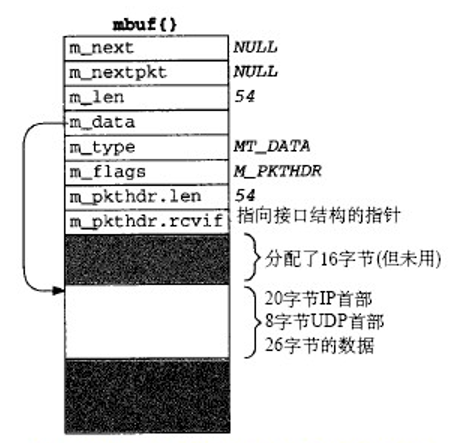 mbuf{}
m_next NULL
m_nextpkt NULL
m_len 54
m_data
m_type MT_DATA
m_flags M_PKTHDR
m_pkthdr.len 54
m_pkthdr.rcvif 指向接口结构的指针
分配了16字节(但未用)
20字节IP首部
8字节UDP首部
26字节的数据